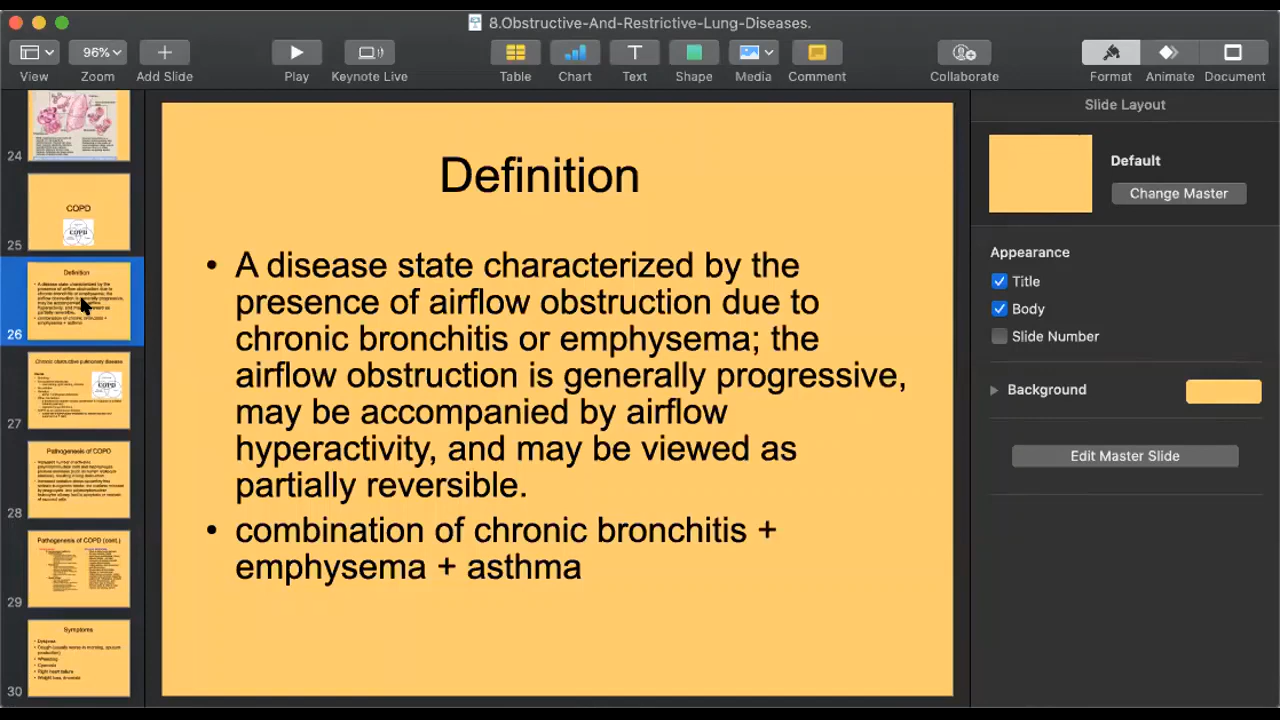 8.Obstructive-And-Restrictive-Lung-Diseases.
View
96%
Zoom
Add Slide
Play
Keynote Live
Table
Chart
Text
Shape
Media
Comment
Collaborate
Format
Animate
Document
24
COPD
COPD
25
Definition
26
Chronic obstructive pulmonary disease
COPD
27
Pathogenesis of COPD
28
Pathogenesis of COPD (cont.)
29
Symptoms
30
Definition
• A disease state characterized by the
presence of airflow obstruction due to
chronic bronchitis or emphysema; the
airflow obstruction is generally progressive,
may be accompanied by airflow
hyperactivity, and may be viewed as
partially reversible.
• combination of chronic bronchitis +
emphysema + asthma
Slide Layout
Default
Change Master
Appearance
Title
Body
Slide Number
Background
Edit Master Slide